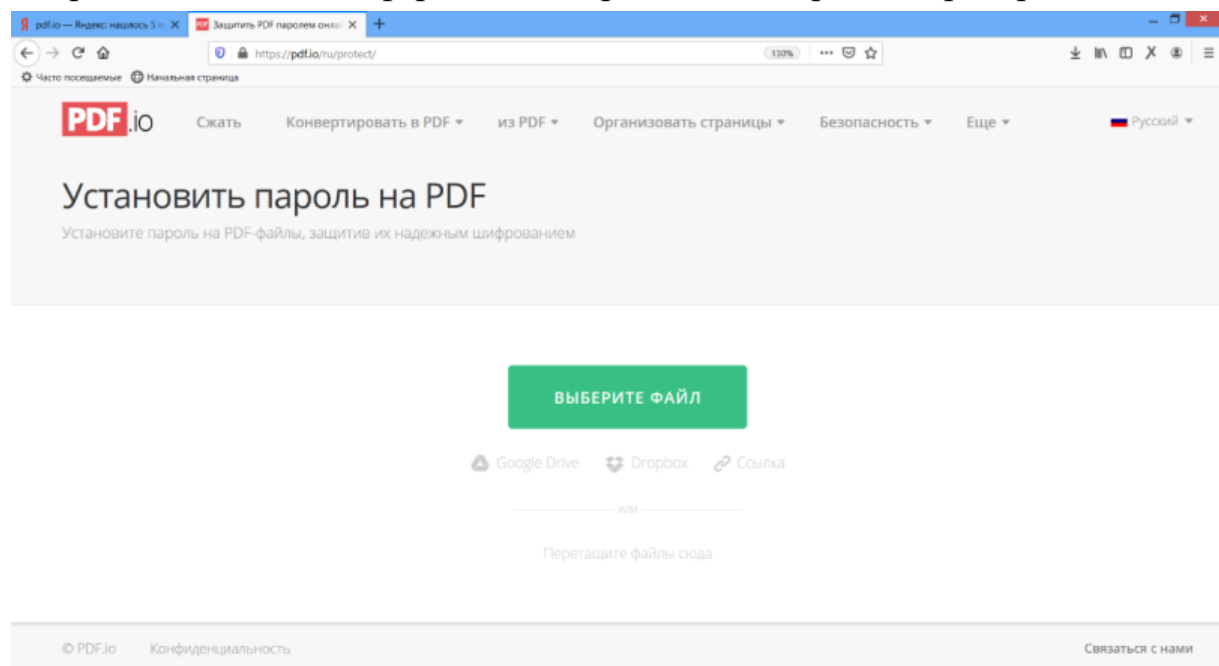 pdf.io — Яндекс: нашлось 5
Защитить PDF паролем онла
https://pdf.io/ru/protect/
130%
Часто посещаемые
Начальная страница
PDF.io
Сжать
Конвертировать в PDF
из PDF
Организовать страницы
Безопасность
Еще
Русский
Установить пароль на PDF
Установите пароль на PDF-файлы, защитив их надежным шифрованием
ВЫБЕРИТЕ ФАЙЛ
Google Drive
Dropbox
Ссылка
или
Перетащите файлы сюда
© PDF.io
Конфиденциальность
Связаться с нами